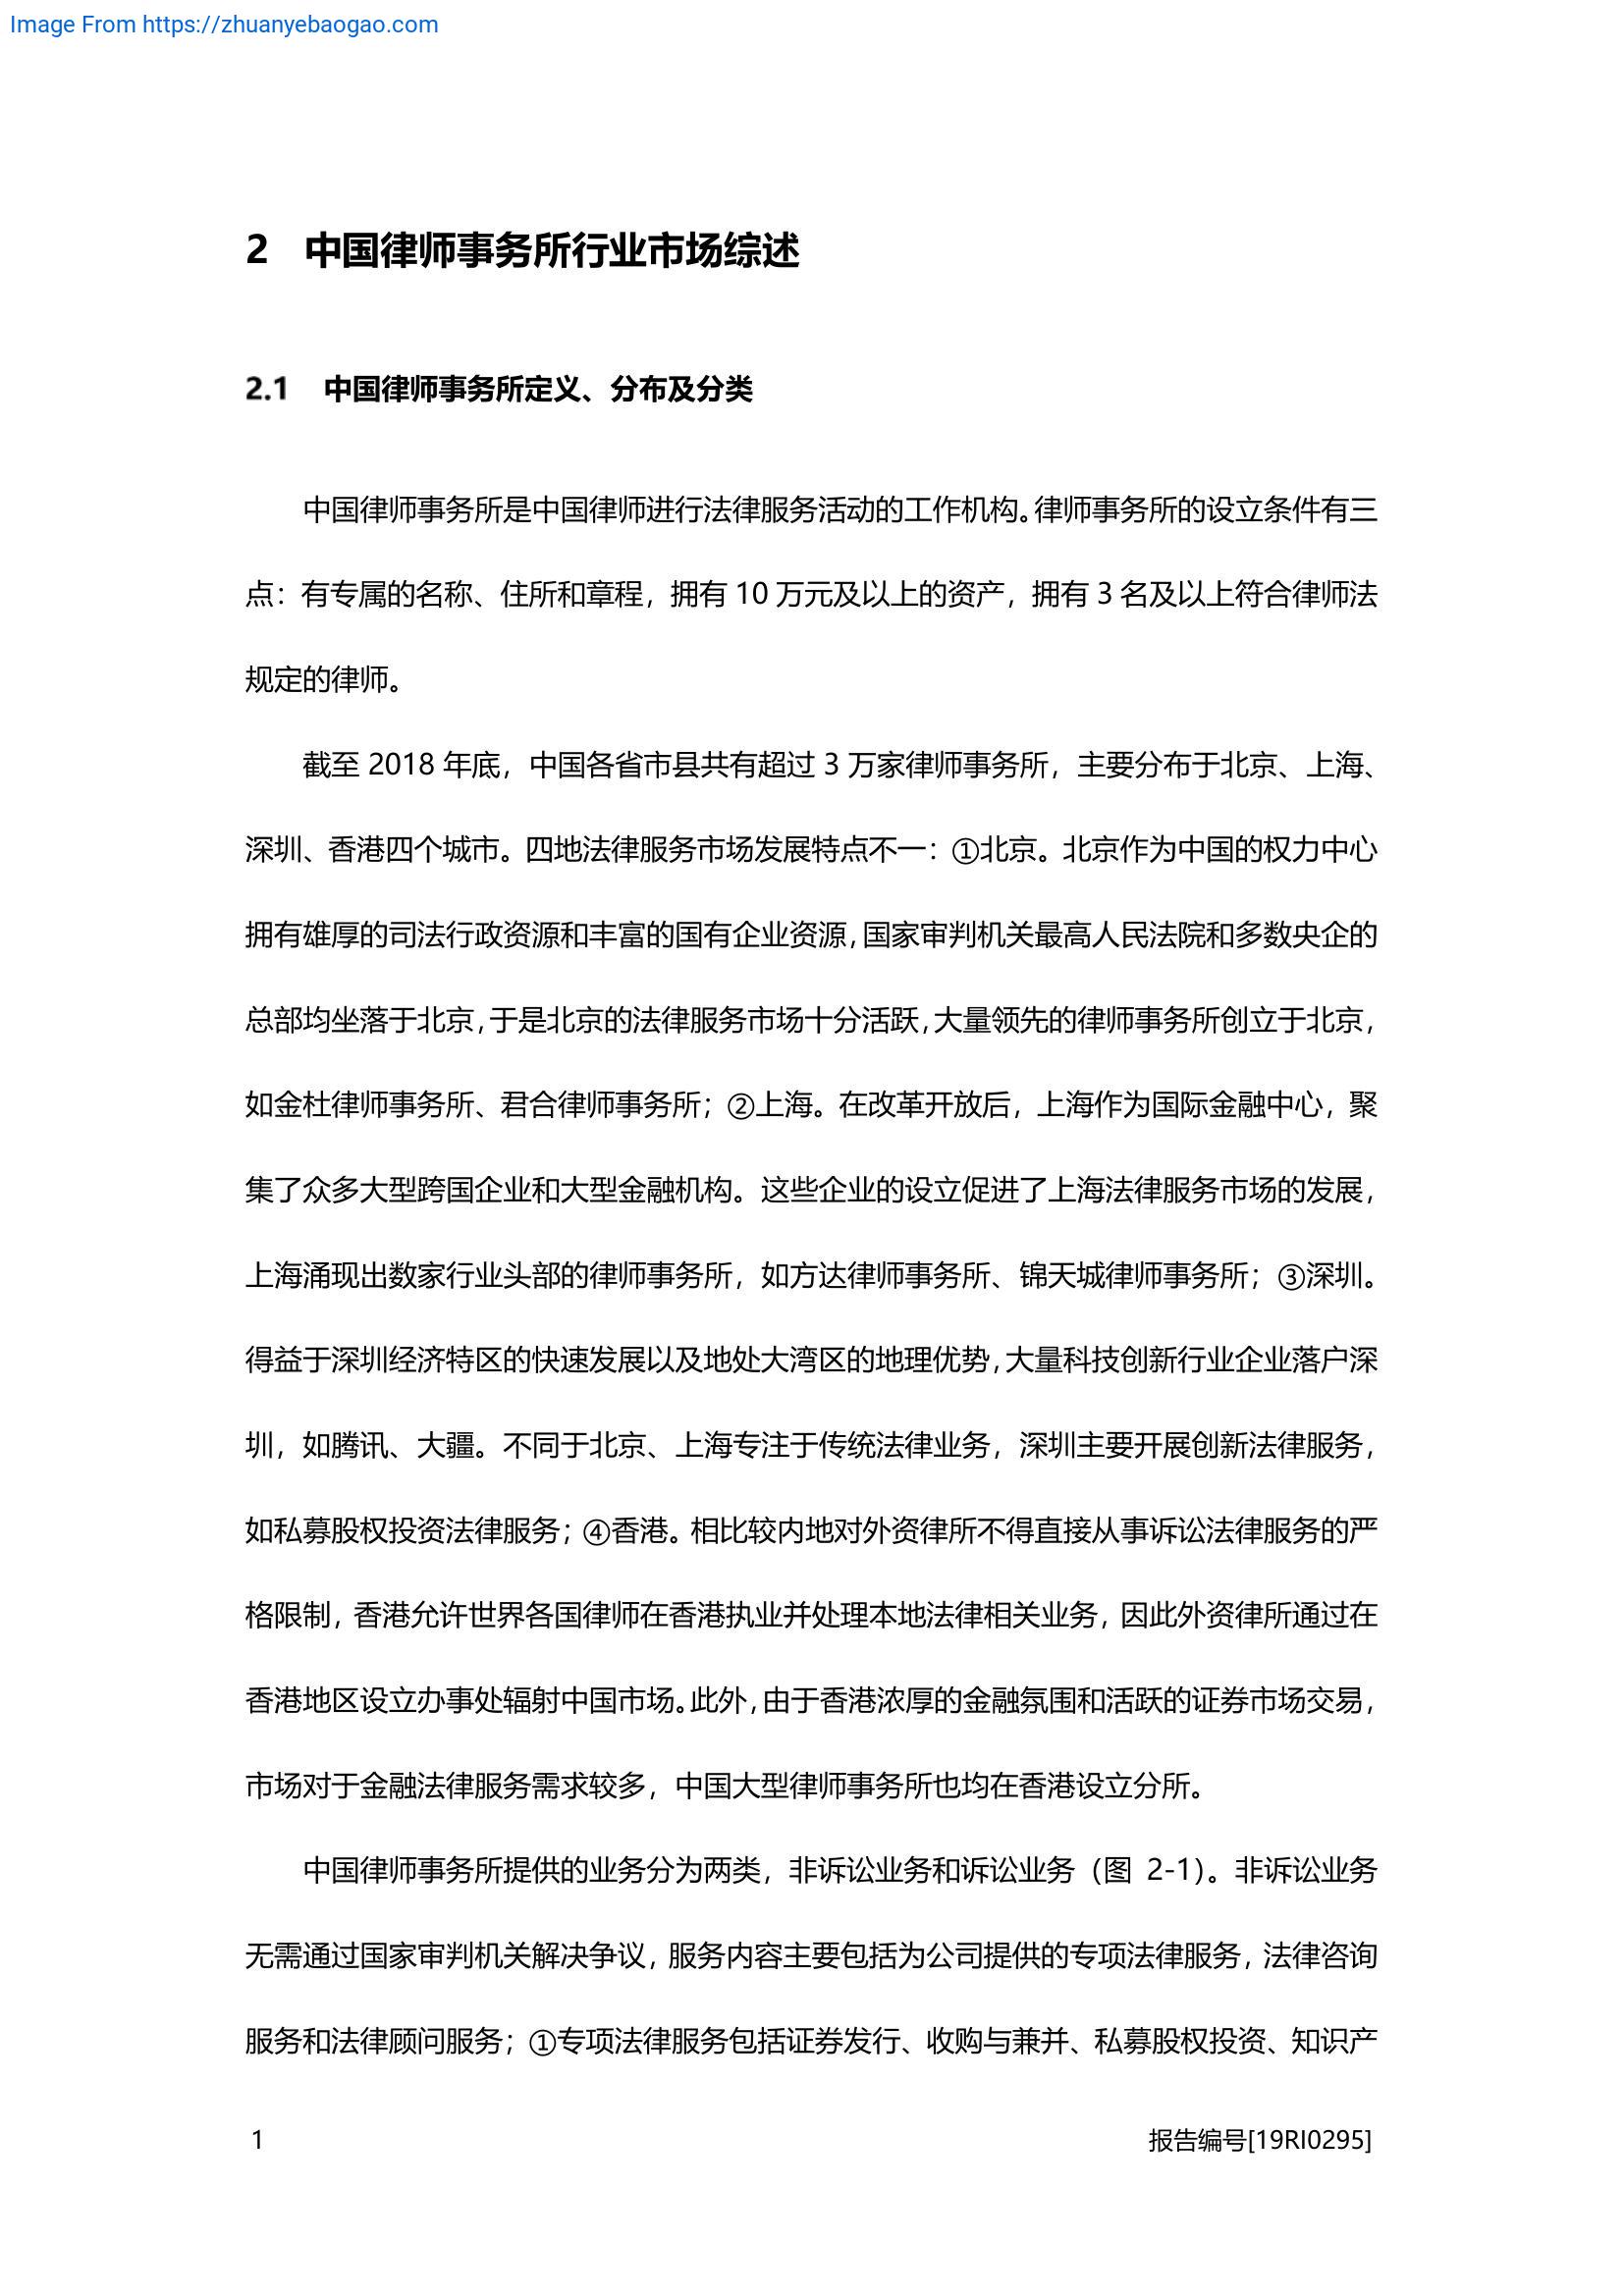 Image From https://zhuanyebaogao.com
2 中国律师事务所行业市场综述
2.1 中国律师事务所定义、分布及分类
中国律师事务所是中国律师进行法律服务活动的工作机构。律师事务所的设立条件有三
点：有专属的名称、住所和章程，拥有 10 万元及以上的资产，拥有 3 名及以上符合律师法
规定的律师。
截至 2018 年底，中国各省市县共有超过 3 万家律师事务所，主要分布于北京、上海、
深圳、香港四个城市。四地法律服务市场发展特点不一：①北京。北京作为中国的权力中心
拥有雄厚的司法行政资源和丰富的国有企业资源，国家审判机关最高人民法院和多数央企的
总部均坐落于北京，于是北京的法律服务市场十分活跃，大量领先的律师事务所创立于北京，
如金杜律师事务所、君合律师事务所；②上海。在改革开放后，上海作为国际金融中心，聚
集了众多大型跨国企业和大型金融机构。这些企业的设立促进了上海法律服务市场的发展，
上海涌现出数家行业头部的律师事务所，如方达律师事务所、锦天城律师事务所；③深圳。
得益于深圳经济特区的快速发展以及地处大湾区的地理优势，大量科技创新行业企业落户深
圳，如腾讯、大疆。不同于北京、上海专注于传统法律业务，深圳主要开展创新法律服务，
如私募股权投资法律服务；④香港。相比较内地对外资律所不得直接从事诉讼法律服务的严
格限制，香港允许世界各国律师在香港执业并处理本地法律相关业务，因此外资律所通过在
香港地区设立办事处辐射中国市场。此外，由于香港浓厚的金融氛围和活跃的证券市场交易，
市场对于金融法律服务需求较多，中国大型律师事务所也均在香港设立分所。
中国律师事务所提供的业务分为两类，非诉讼业务和诉讼业务（图 2-1）。非诉讼业务
无需通过国家审判机关解决争议，服务内容主要包括为公司提供的专项法律服务，法律咨询
服务和法律顾问服务；①专项法律服务包括证券发行、收购与兼并、私募股权投资、知识产
1 报告编号[19RI0295]